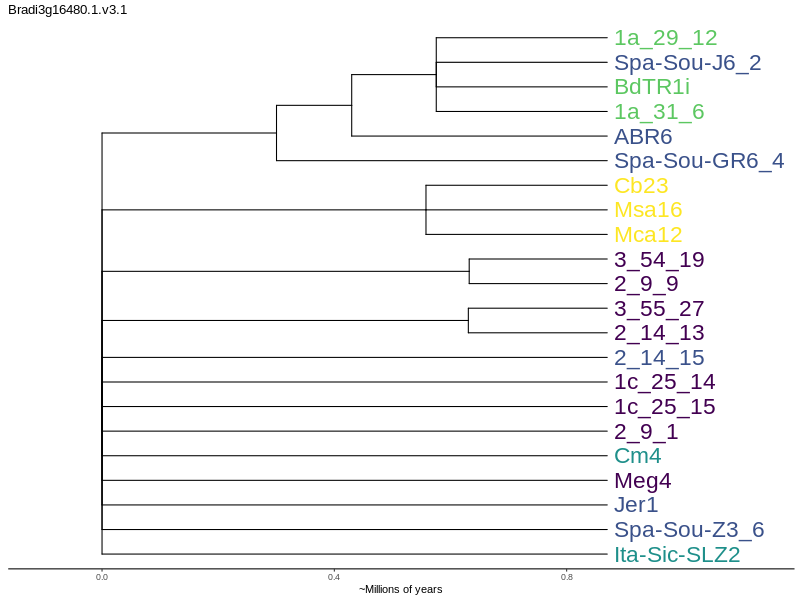 Bradi3g16480.1.v3.1
1a_29_12
Spa-Sou-J6_2
BdTR1i
1a_31_6
ABR6
Spa-Sou-GR6_4
Cb23
Msa16
Mca12
3_54_19
2_9_9
3_55_27
2_14_13
2_14_15
1c_25_14
1c_25_15
2_9_1
Cm4
Meg4
Jer1
Spa-Sou-Z3_6
Ita-Sic-SLZ2
0.0 0.4 0.8
~Millions of years